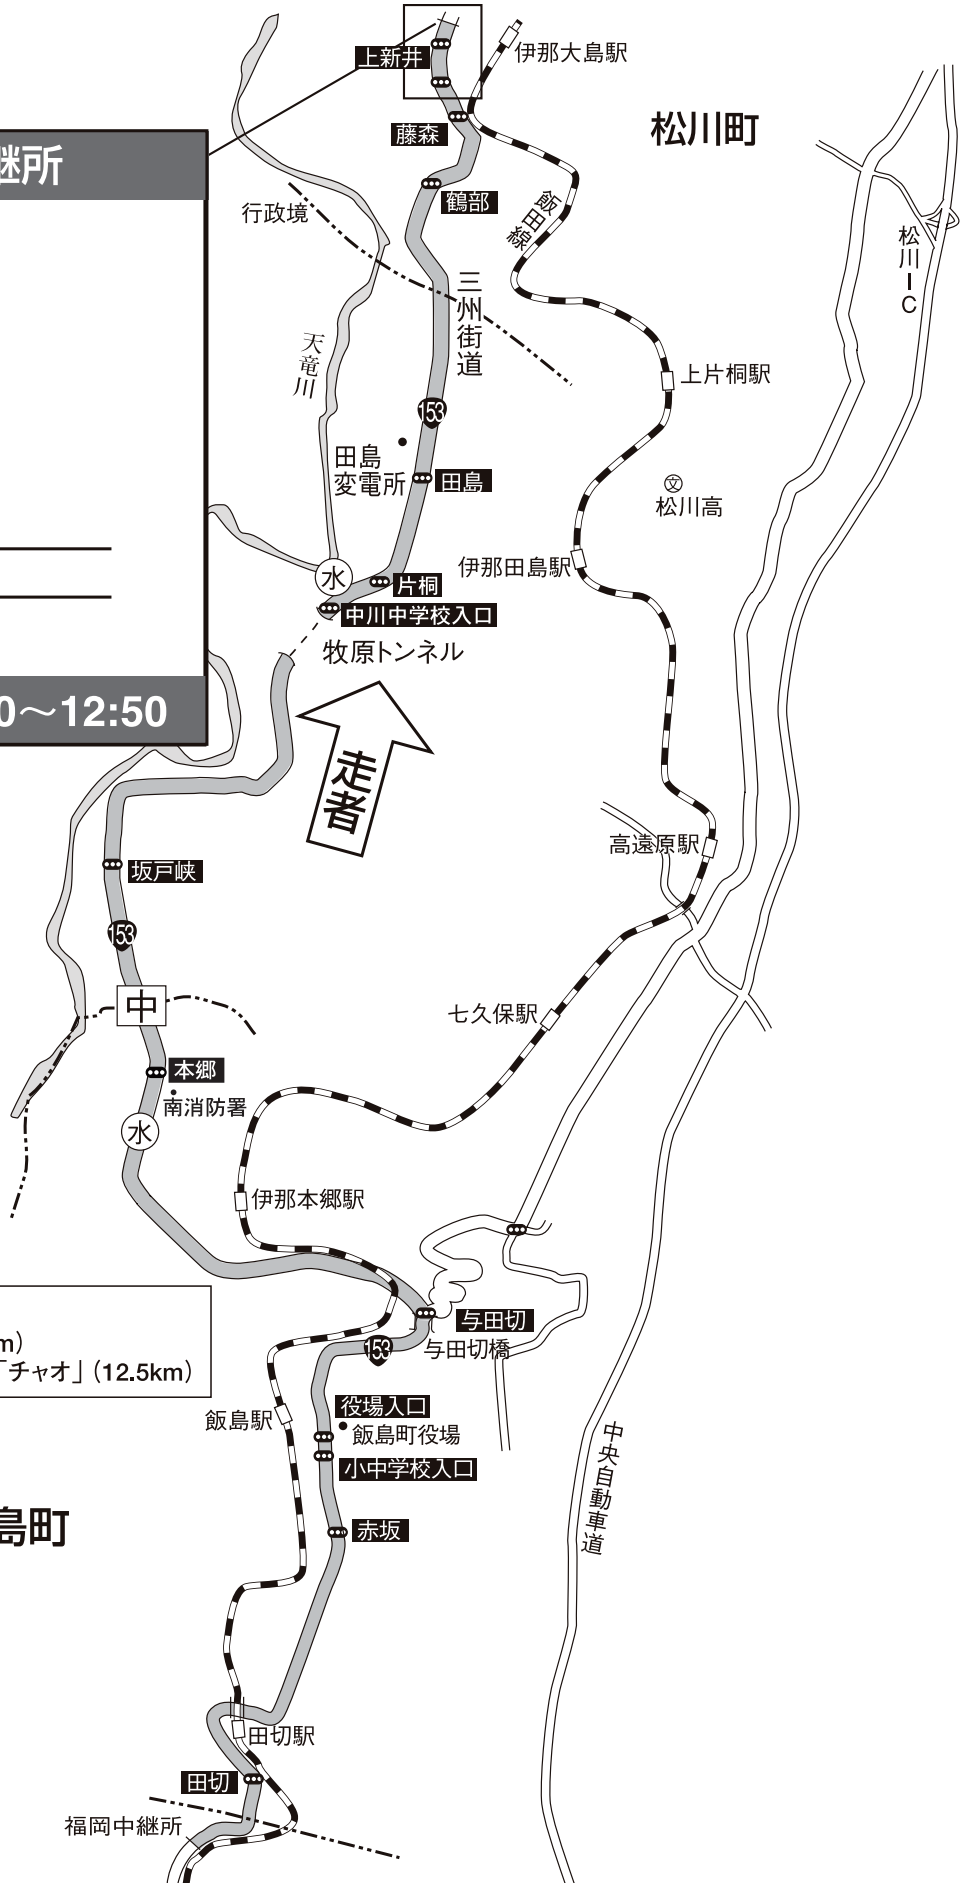 上新井
伊那大島駅
藤森
松川町
継所
鶴部
行政境
飯田線
松川IC
三州街道
天竜川
上片桐駅
153
田島
変電所
田島
文
松川高
伊那田島駅
水
片桐
中川中学校入口
牧原トンネル
0〜12:50
走者
高遠原駅
坂戸峡
153
中
七久保駅
本郷
南消防署
水
伊那本郷駅
与田切
m)
153
与田切橋
「チャオ」(12.5km)
役場入口
飯島駅
飯島町役場
小中学校入口
中央自動車道
島町
赤坂
田切駅
田切
福岡中継所